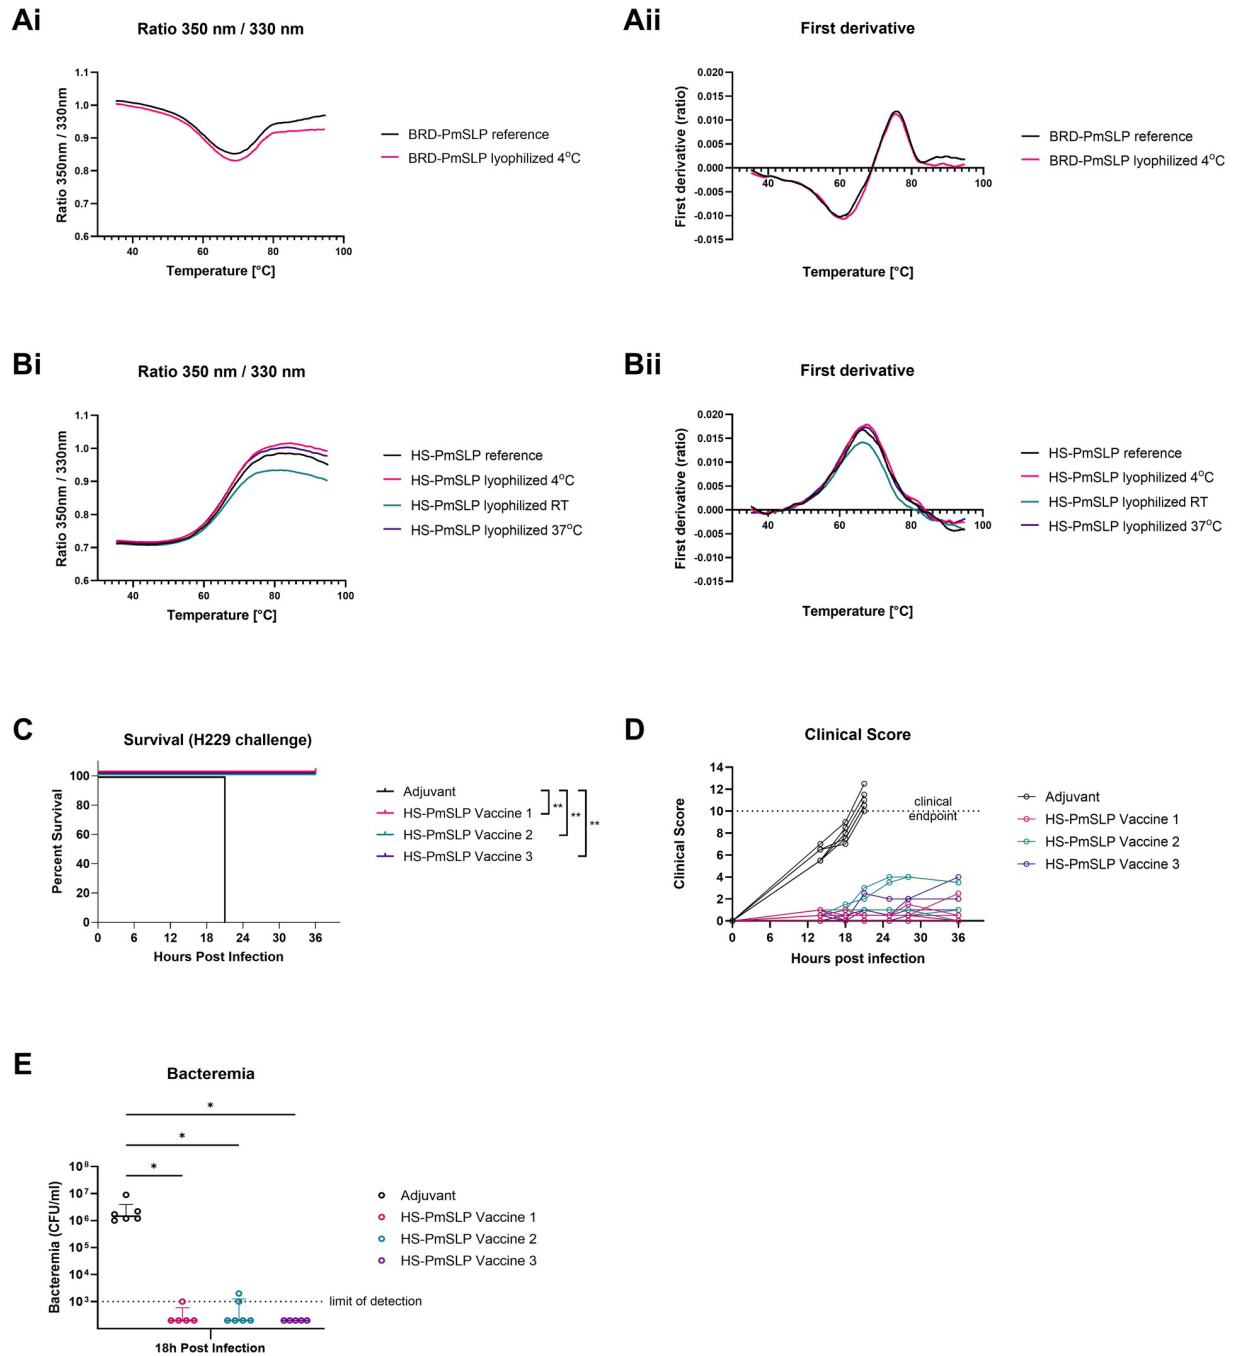 Ai
Ratio 350 nm / 330 nm
Ratio 350nm / 330nm
1.1
1.0
0.9
0.8
0.7
0.6
40 60 80 100
Temperature [°C]
BRD-PmSLP reference
BRD-PmSLP lyophilized 4°C
Aii
First derivative
First derivative (ratio)
0.020
0.015
0.010
0.005
0.000
-0.005
-0.010
-0.015
40 60 80 100
Temperature [°C]
BRD-PmSLP reference
BRD-PmSLP lyophilized 4°C
Bi
Ratio 350 nm / 330 nm
Ratio 350nm / 330nm
1.1
1.0
0.9
0.8
0.7
0.6
40 60 80 100
Temperature [°C]
HS-PmSLP reference
HS-PmSLP lyophilized 4°C
HS-PmSLP lyophilized RT
HS-PmSLP lyophilized 37°C
Bii
First derivative
First derivative (ratio)
0.020
0.015
0.010
0.005
0.000
-0.005
-0.010
-0.015
40 60 80 100
Temperature [°C]
HS-PmSLP reference
HS-PmSLP lyophilized 4°C
HS-PmSLP lyophilized RT
HS-PmSLP lyophilized 37°C
C
Survival (H229 challenge)
Percent Survival
100
80
60
40
20
0
0 6 12 18 24 30 36
Hours Post Infection
Adjuvant
HS-PmSLP Vaccine 1
HS-PmSLP Vaccine 2
HS-PmSLP Vaccine 3
**
**
**
D
Clinical Score
Clinical Score
14
12
10
8
6
4
2
0
clinical
endpoint
0 6 12 18 24 30 36
Hours post infection
Adjuvant
HS-PmSLP Vaccine 1
HS-PmSLP Vaccine 2
HS-PmSLP Vaccine 3
E
Bacteremia
*
*
*
Bacteremia (CFU/ml)
10⁸
10⁷
10⁶
10⁵
10⁴
10³
limit of detection
18h Post Infection
Adjuvant
HS-PmSLP Vaccine 1
HS-PmSLP Vaccine 2
HS-PmSLP Vaccine 3